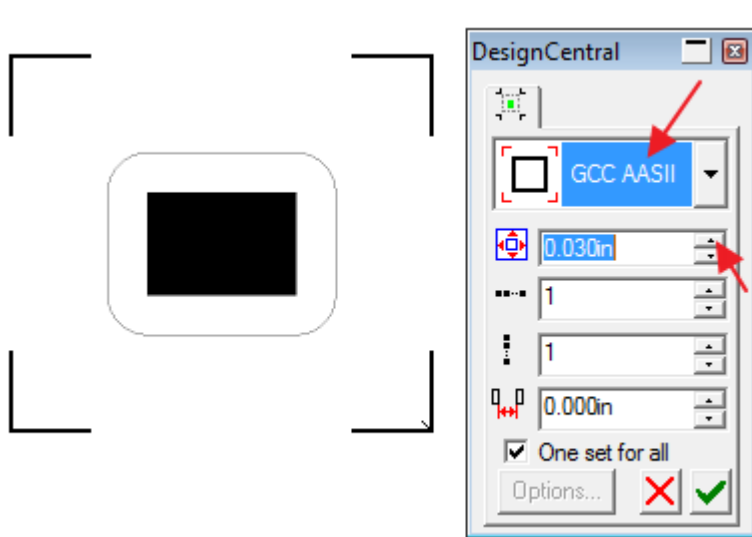 DesignCentral
GCC AASII
0.030in
1
1
0.000in
One set for all
Options...